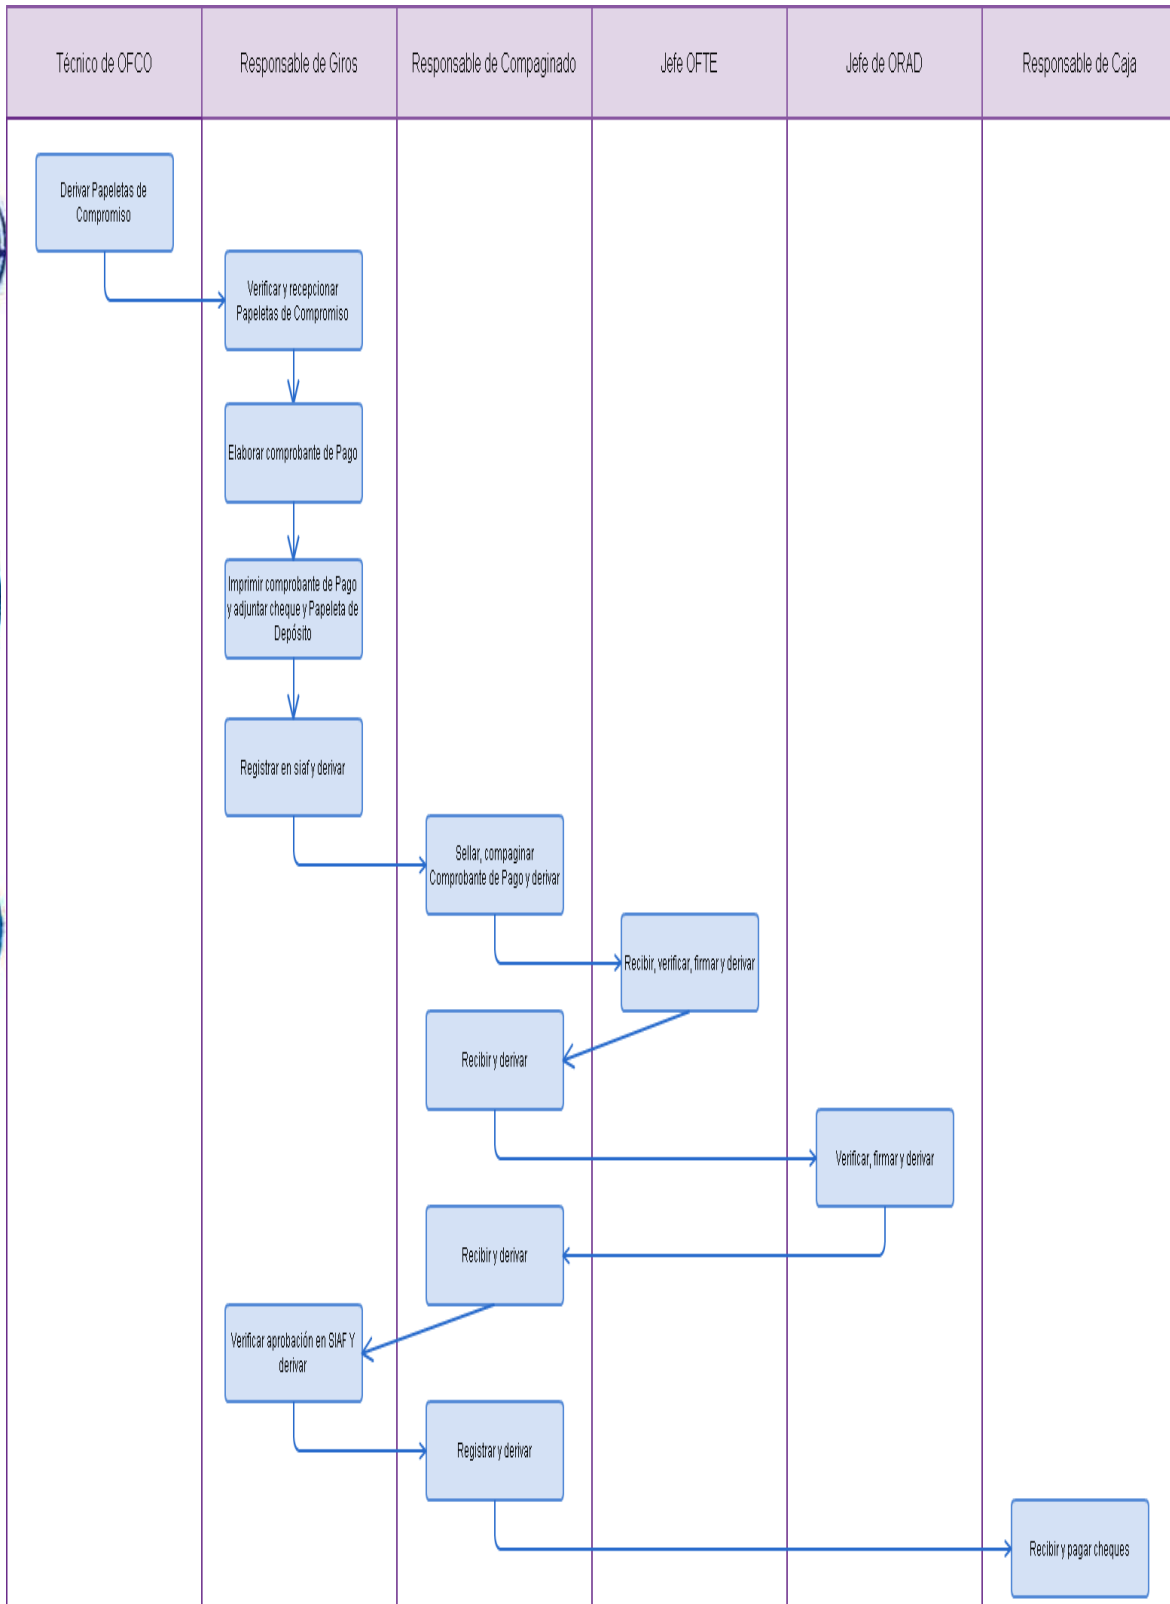 Técnico de OFCO
Responsable de Giros
Responsable de Compaginado
Jefe OFTE
Jefe de ORAD
Responsable de Caja
Derivar Papeletas de
Compromiso
Verificar y recepcionar
Papeletas de Compromiso
Elaborar comprobante de Pago
Imprimir comprobante de Pago
y adjuntar cheque y Papeleta de
Depósito
Registrar en siaf y derivar
Sellar, compaginar
Comprobante de Pago y derivar
Recibir, verificar, firmar y derivar
Recibir y derivar
Verificar, firmar y derivar
Recibir y derivar
Verificar aprobación en SIAF Y
derivar
Registrar y derivar
Recibir y pagar cheques